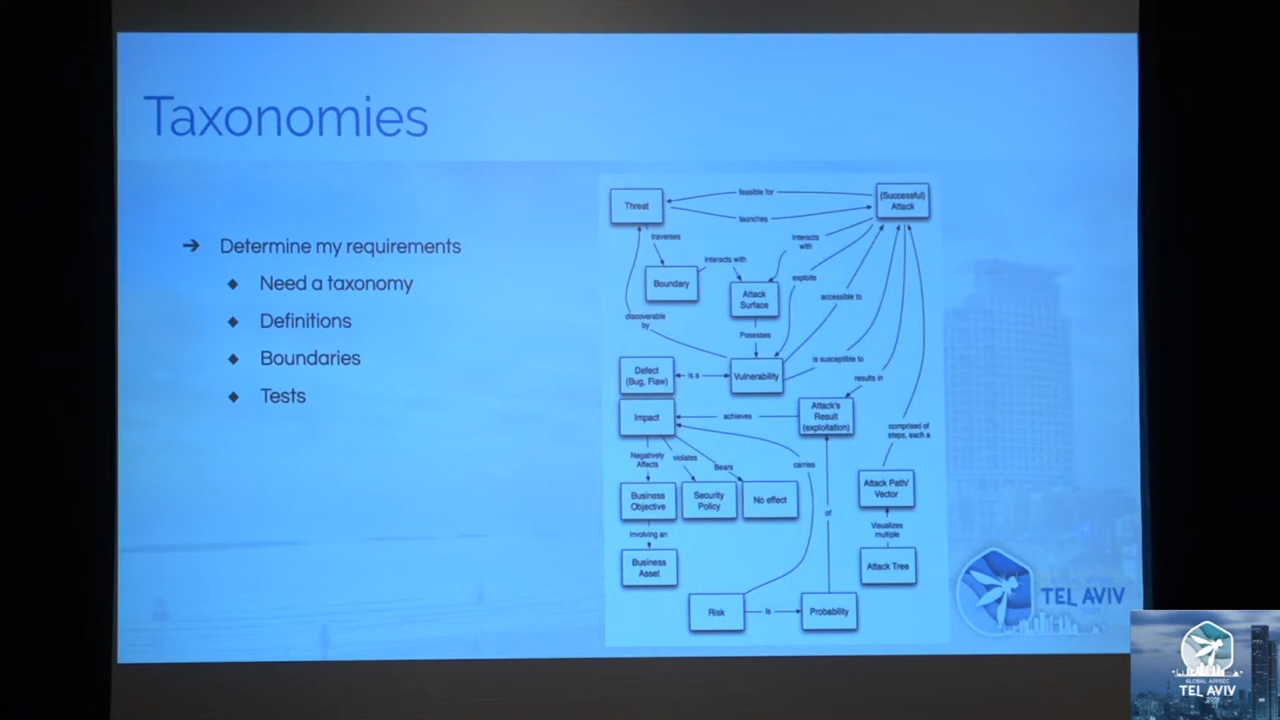 Taxonomies
➔ Determine my requirements
◆ Need a taxonomy
◆ Definitions
◆ Boundaries
◆ Tests
Threat
feasible for
launches
(Successful)
Attack
traverses
interacts with
interacts
with
Boundary
Attack
Surface
exploits
accessible to
discoverable
by
Posesses
is susceptible to
Defect
(Bug, Flaw)
is a
Vulnerability
results in
Impact
achieves
Attack's
Result
(exploitation)
comprised of
steps, each a
Negatively
Affects
violates
Bears
carries
Business
Objective
Security
Policy
No effect
Attack Path/
Vector
of
Visualizes
multiple
involving an
Business
Asset
Attack Tree
Risk
is
Probability
TEL AVIV
GLOBAL APPSEC
TEL AVIV